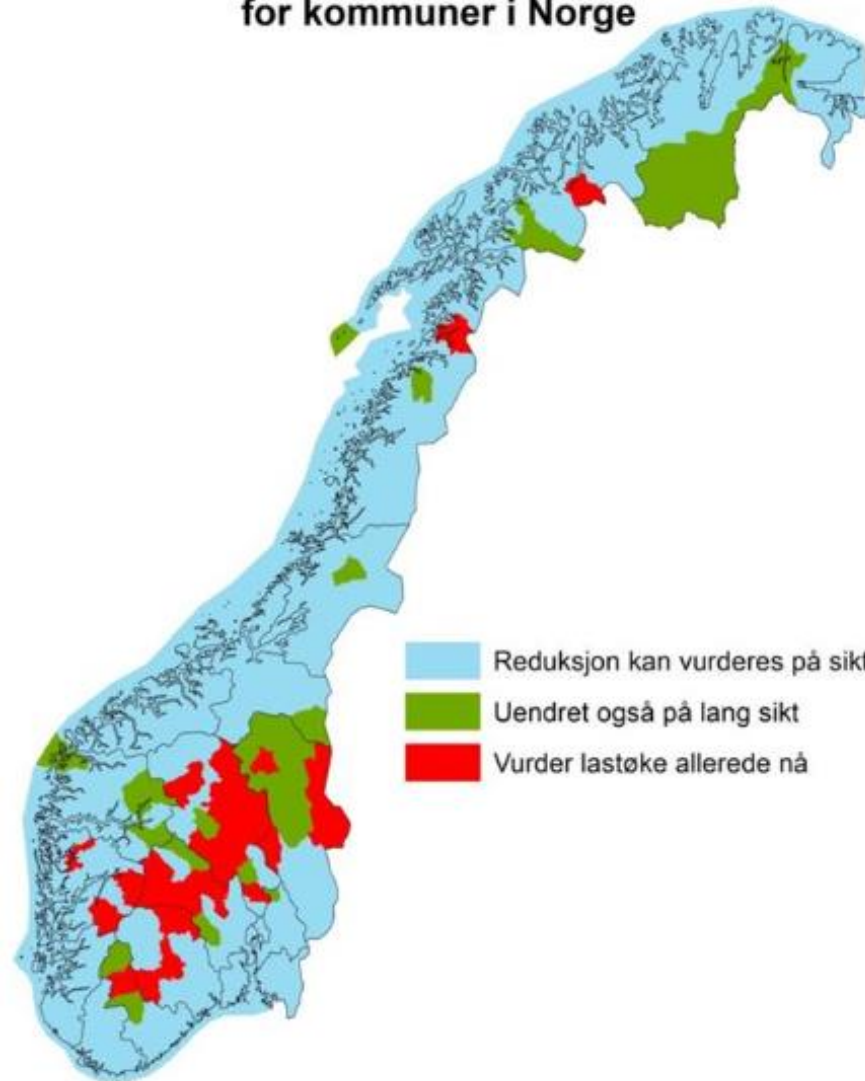 for kommuner i Norge
Reduksjon kan vurderes på sikt
Uendret også på lang sikt
Vurder lastøke allerede nå